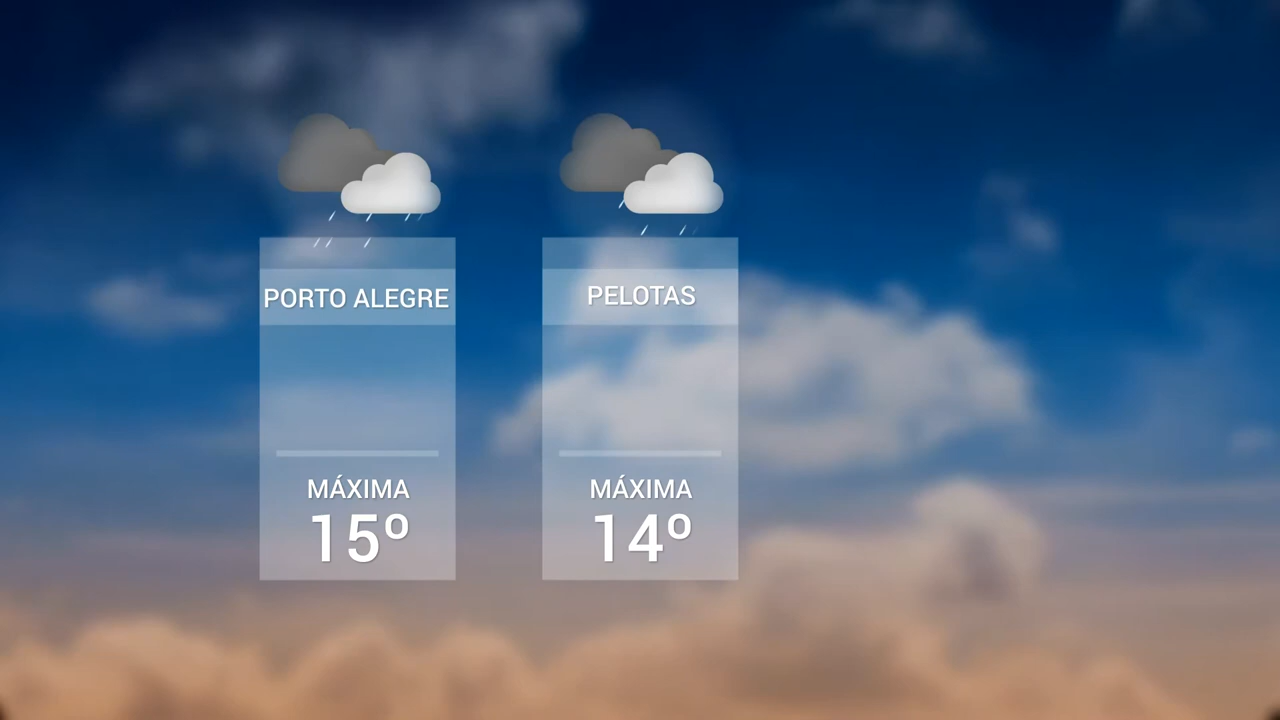 PORTO ALEGRE
MÁXIMA
15º
PELOTAS
MÁXIMA
14º